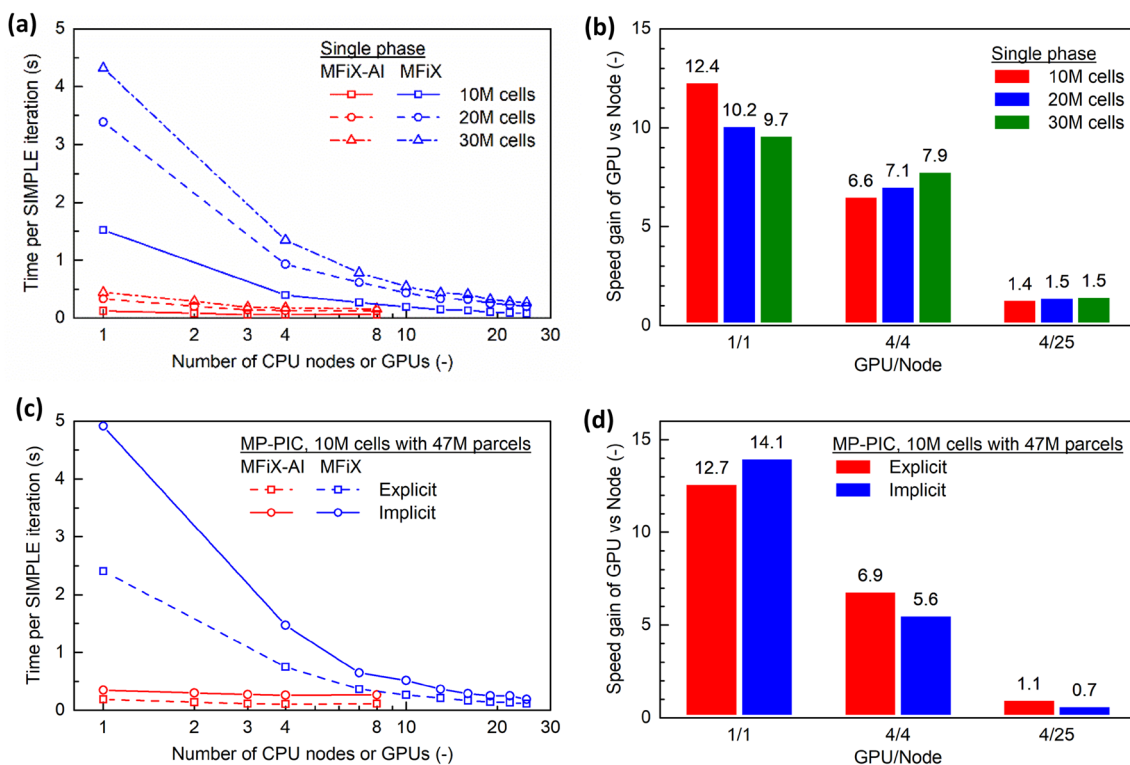 (a)
Time per SIMPLE iteration (s)
5
4
3
2
1
0
Single phase
MFiX-AI MFiX
10M cells
20M cells
30M cells
1 2 3 4 8 10 20 30
Number of CPU nodes or GPUs (-)
(b)
Speed gain of GPU vs Node (-)
15
10
5
0
Single phase
10M cells
20M cells
30M cells
12.4
10.2
9.7
6.6
7.1
7.9
1.4
1.5
1.5
1/1 4/4 4/25
GPU/Node
(c)
Time per SIMPLE iteration (s)
5
4
3
2
1
0
MP-PIC, 10M cells with 47M parcels
MFiX-AI MFiX
Explicit
Implicit
1 2 3 4 8 10 20 30
Number of CPU nodes or GPUs (-)
(d)
Speed gain of GPU vs Node (-)
15
10
5
0
MP-PIC, 10M cells with 47M parcels
Explicit
Implicit
12.7
14.1
6.9
5.6
1.1
0.7
1/1 4/4 4/25
GPU/Node